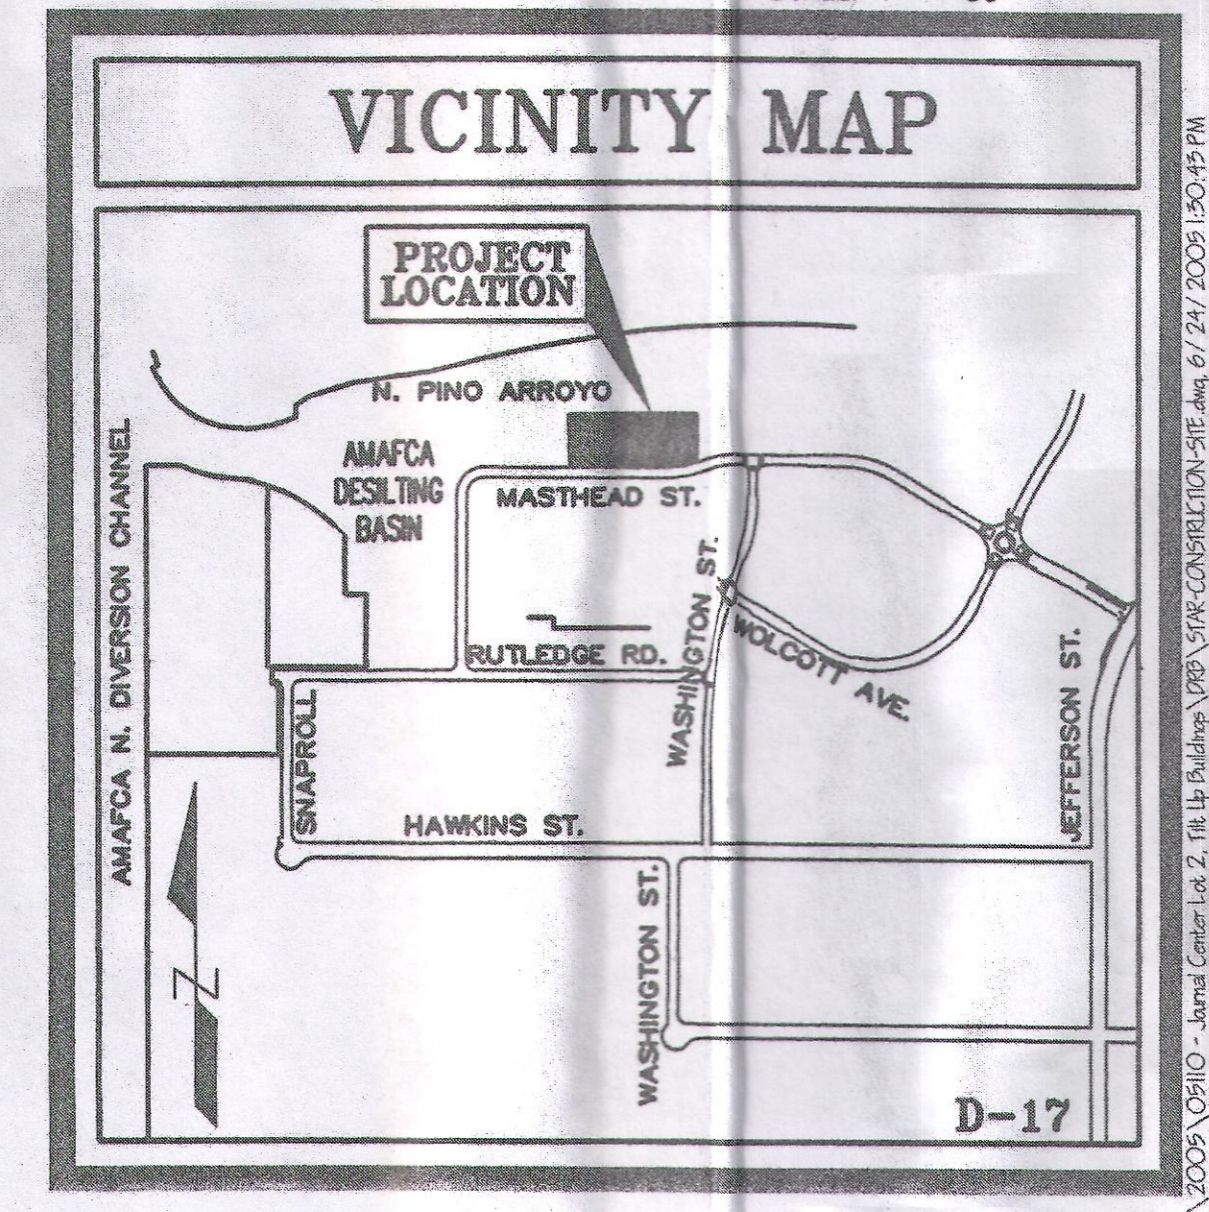 VICINITY MAP
PROJECT
LOCATION
N. PINO ARROYO
AMAFCA
DESILTING
BASIN
MASTHEAD ST.
AMAFCA N. DIVERSION CHANNEL
WASHINGTON ST.
WOLCOTT AVE.
RUTLEDGE RD.
JEFFERSON ST.
SNAPROLL
HAWKINS ST.
WASHINGTON ST.
N
D-17
\2005\05110 - Jornal Center Lot 2, Tilt Up Buildings\DRB\STAR-CONSTRUCTION-SITE.dwg, 6/24/2005 1:30:43 PM